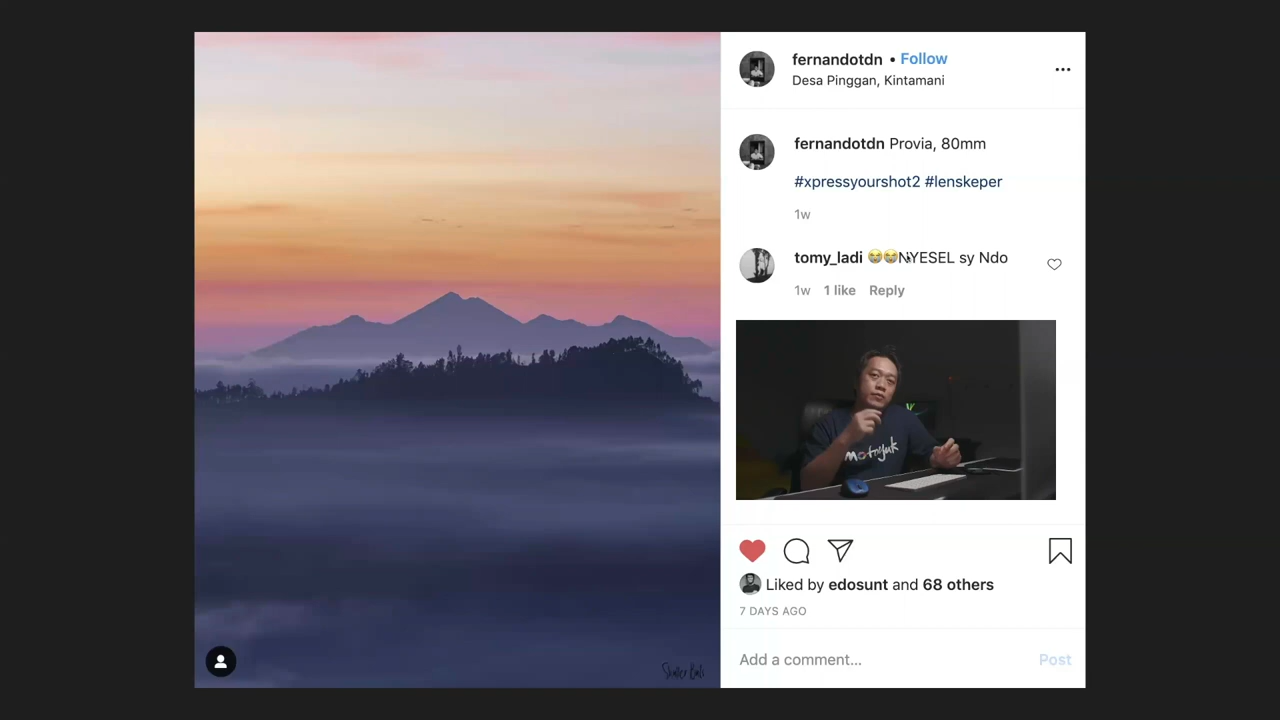 fernandotdn • Follow
Desa Pinggan, Kintamani
fernandotdn Provia, 80mm
#xpressyourshot2 #lenskeper
1w
tomy_ladi 😭😭NYESEL sy Ndo
1w 1 like Reply
motoyuk
Liked by edosunt and 68 others
7 DAYS AGO
Add a comment... Post